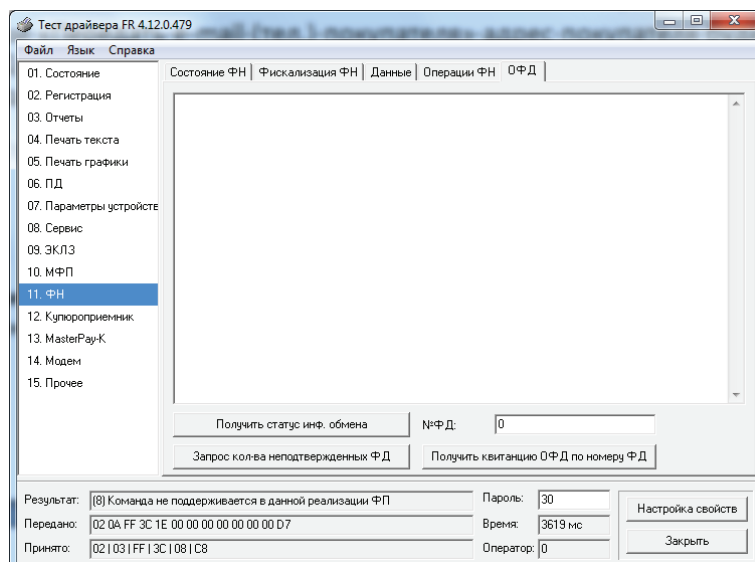 Тест драйвера FR 4.12.0.479
Файл Язык Справка
01. Состояние
02. Регистрация
03. Отчеты
04. Печать текста
05. Печать графики
06. ПД
07. Параметры устройств
08. Сервис
09. ЭКЛЗ
10. МФП
11. ФН
12. Купюроприемник
13. MasterPay-K
14. Модем
15. Прочее
Состояние ФН Фискализация ФН Данные Операции ФН ОФД
Получить статус инф. обмена №ФД: 0
Запрос кол-ва неподтвержденных ФД Получить квитанцию ОФД по номеру ФД
Результат: (8) Команда не поддерживается в данной реализации ФП Пароль: 30 Настройка свойств
Передано: 02 0A FF 3C 1E 00 00 00 00 00 00 00 D7 Время: 3619 мс
Принято: 02 | 03 | FF | 3C | 08 | C8 Оператор: 0 Закрыть